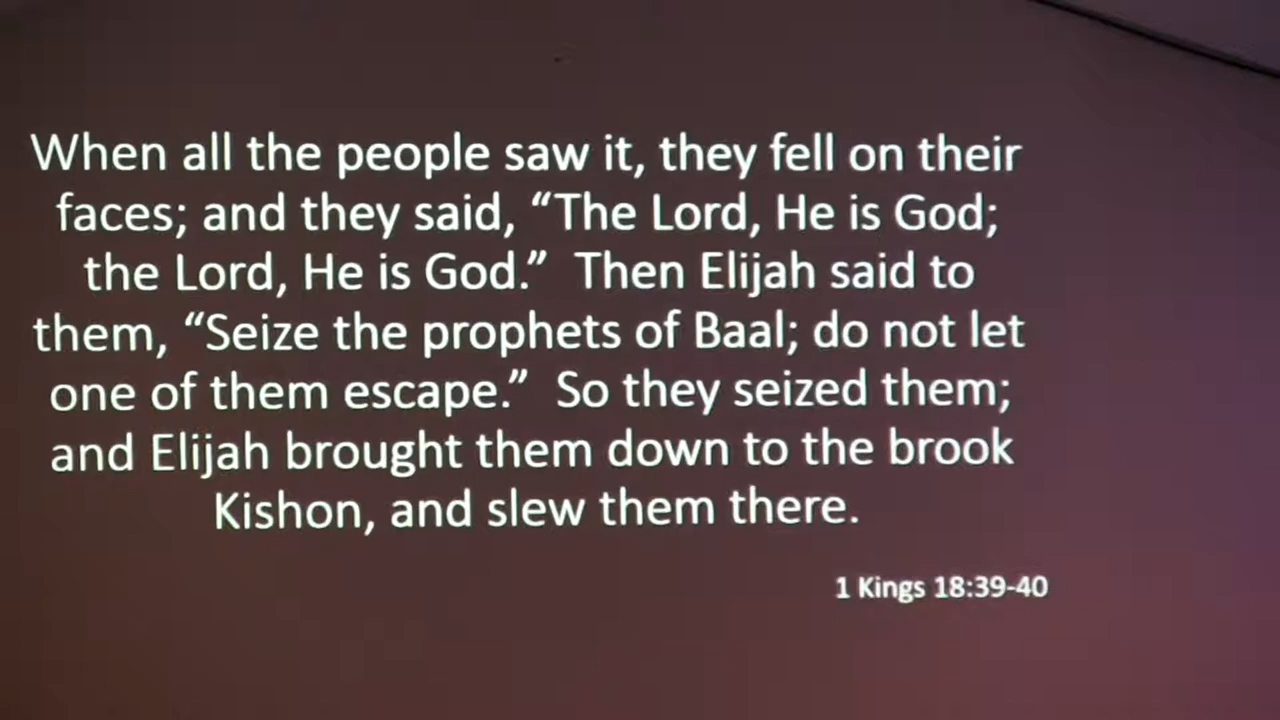 When all the people saw it, they fell on their
faces; and they said, “The Lord, He is God;
the Lord, He is God.”  Then Elijah said to
them, “Seize the prophets of Baal; do not let
one of them escape.”  So they seized them;
and Elijah brought them down to the brook
Kishon, and slew them there.
1 Kings 18:39-40